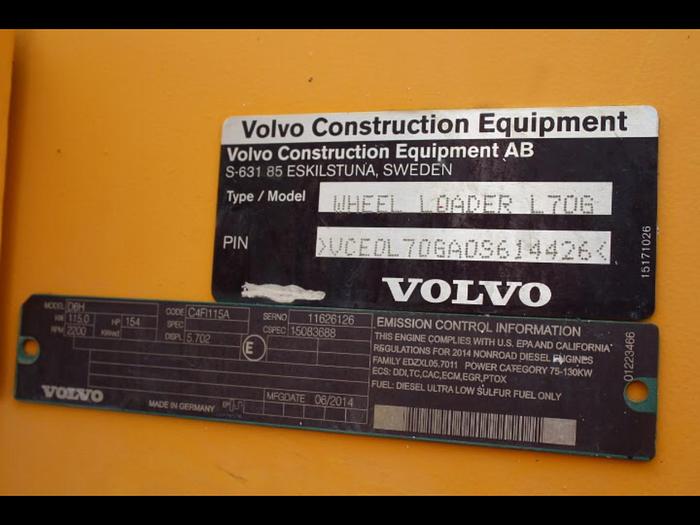 Volvo Construction Equipment
Volvo Construction Equipment AB
S-631 85 ESKILSTUNA, SWEDEN
Type / Model WHEEL LOADER L70G
PIN >VCE0L70GA0S614426<
VOLVO
15171026
MODEL D6H CODE C4FI115A SERNO 11626126
kW 115.0 HP 154 SPEC CSPEC 15083688
RPM 2200 DISPL 5,702
E
VOLVO
MADE IN GERMANY
MFGDATE 06/2014
EMISSION CONTROL INFORMATION
THIS ENGINE COMPLIES WITH U.S. EPA AND CALIFORNIA
REGULATIONS FOR 2014 NONROAD DIESEL ENGINES
FAMILY EDZXL05.7011 POWER CATEGORY 75-130KW
ECS: DDI,TC,CAC,ECM,EGR,PTOX
FUEL: DIESEL ULTRA LOW SULFUR FUEL ONLY
01223466